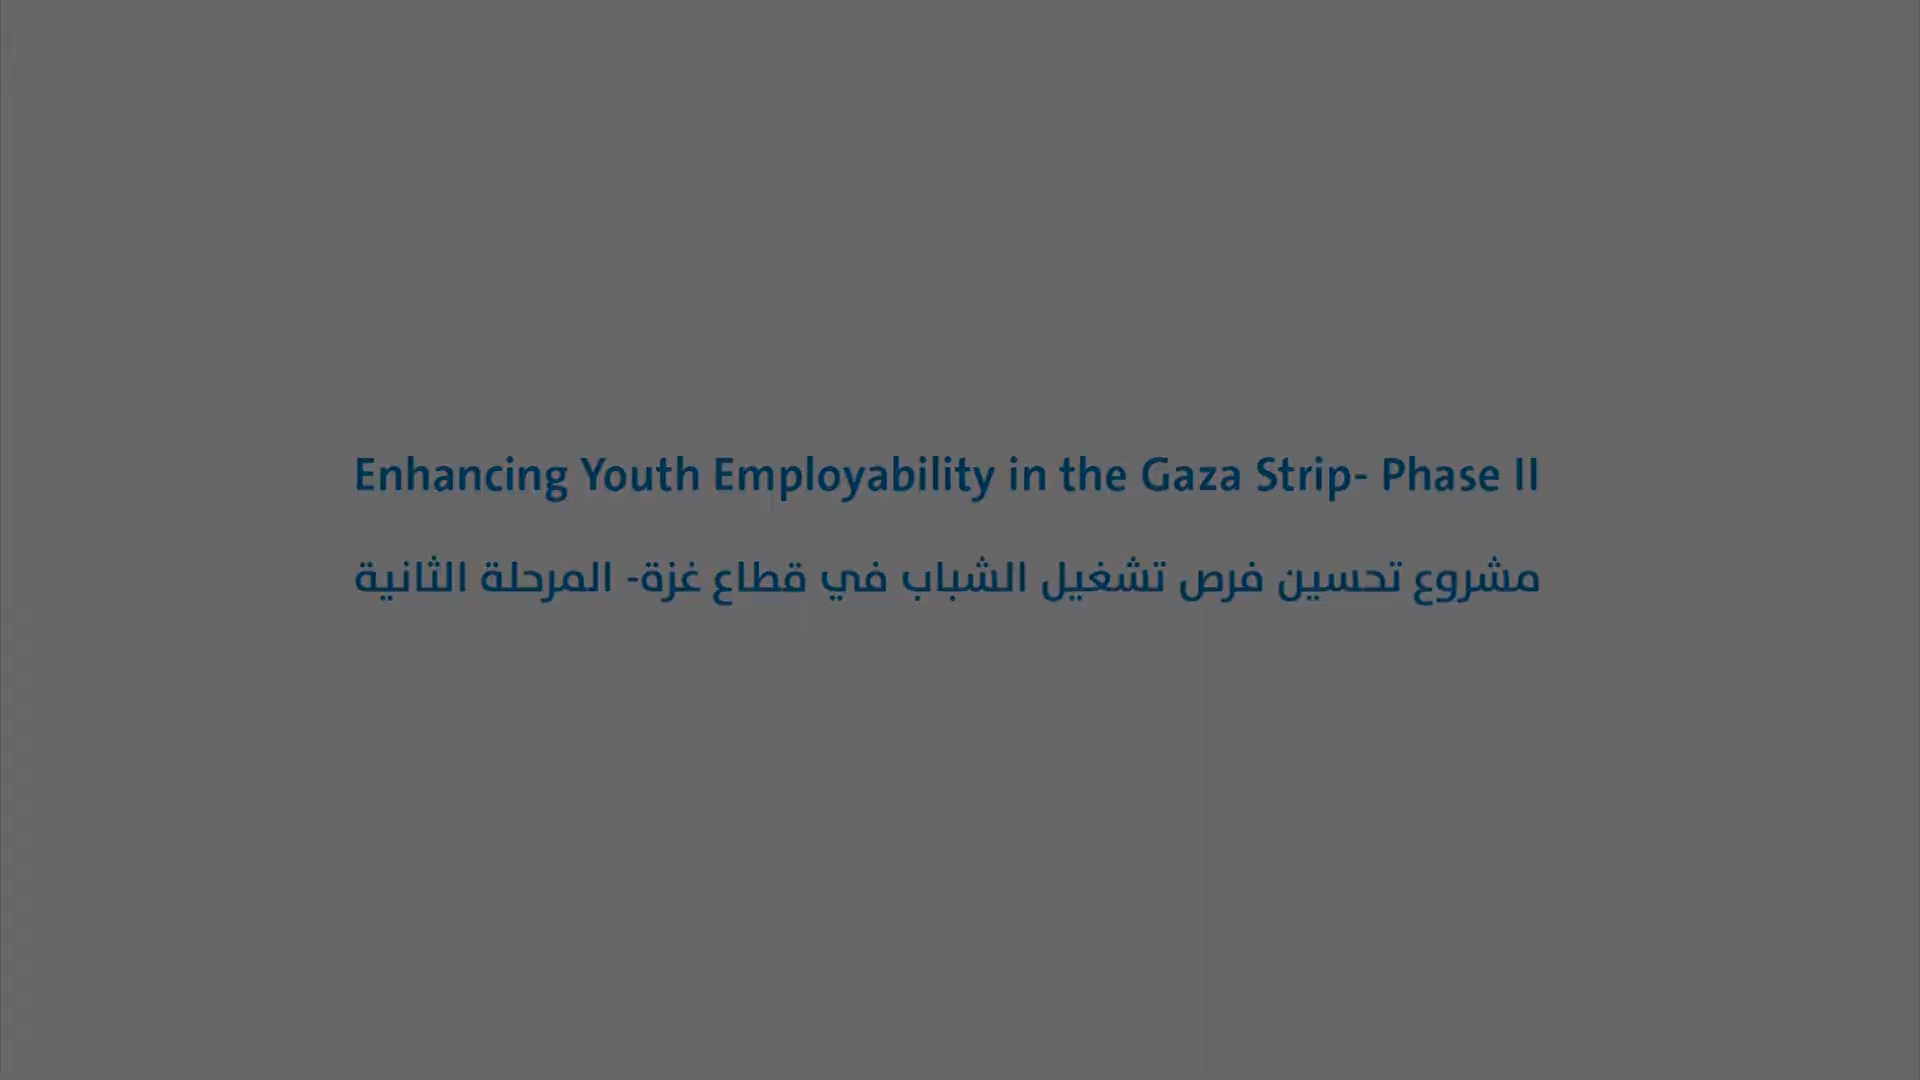 Enhancing Youth Employability in the Gaza Strip- Phase II
مشروع تحسين فرص تشغيل الشباب في قطاع غزة- المرحلة الثانية